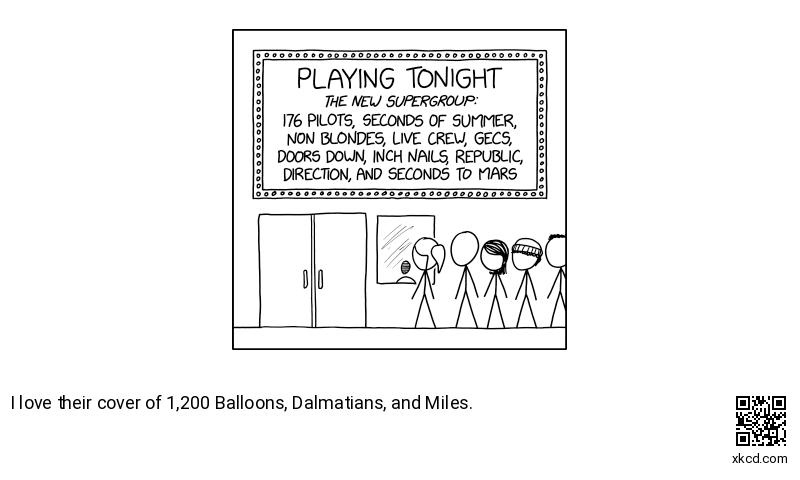 PLAYING TONIGHT
THE NEW SUPERGROUP:
176 PILOTS, SECONDS OF SUMMER,
NON BLONDES, LIVE CREW, GECS,
DOORS DOWN, INCH NAILS, REPUBLIC,
DIRECTION, AND SECONDS TO MARS
I love their cover of 1,200 Balloons, Dalmatians, and Miles.
xkcd.com